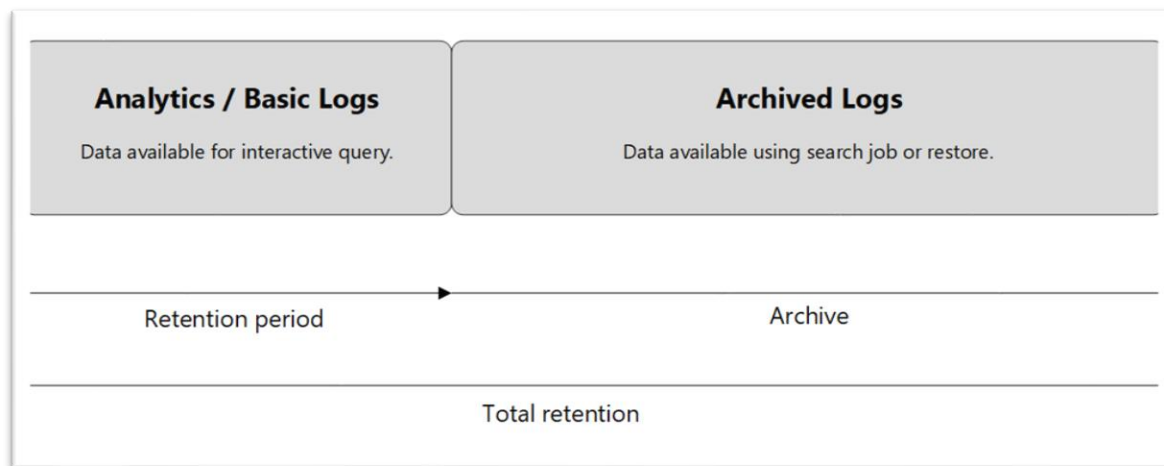 Analytics / Basic Logs
Data available for interactive query.
Archived Logs
Data available using search job or restore.
Retention period
Archive
Total retention